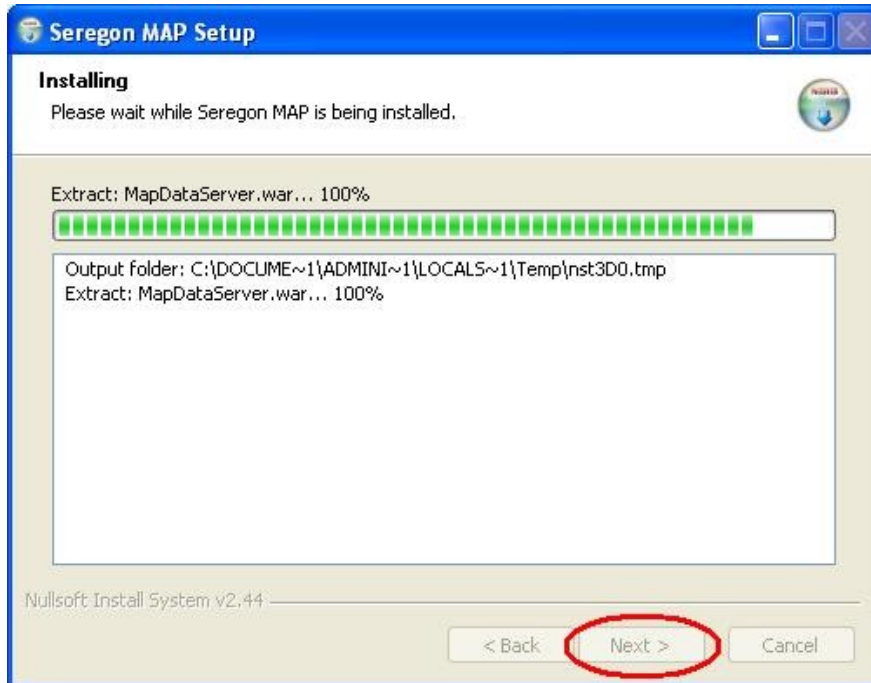 Seregon MAP Setup
Installing
Please wait while Seregon MAP is being installed.
Extract: MapDataServer.war... 100%
Output folder: C:\DOCUME~1\ADMINI~1\LOCALS~1\Temp\nst3D0.tmp
Extract: MapDataServer.war... 100%
Nullsoft Install System v2.44
< Back Next > Cancel